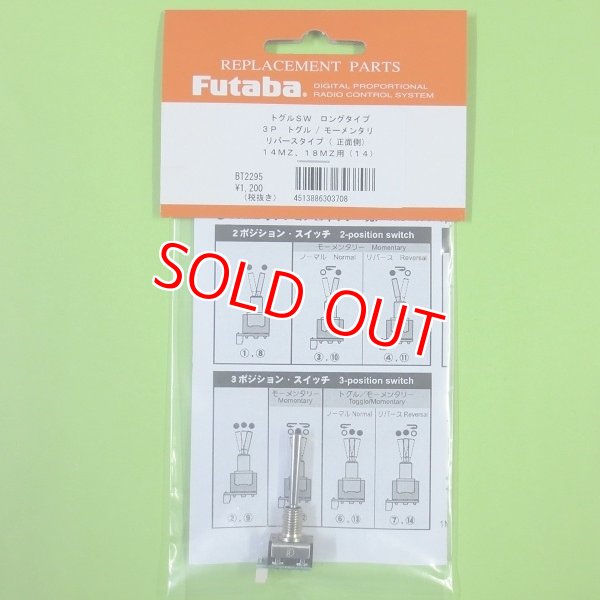 REPLACEMENT PARTS
Futaba®
DIGITAL PROPORTIONAL
RADIO CONTROL SYSTEM
トグルSW ロングタイプ
3P トグル / モーメンタリ
リバースタイプ ( 正面側)
14MZ、18MZ用 (14)
BT2295
¥1,200
(税抜き)
4513886303708
2ポジション・スイッチ 2-position switch
モーメンタリー Momentary
ノーマル Normal
リバース Reversal
①,⑧
③,⑩
④,⑪
SOLD OUT
3ポジション・スイッチ 3-position switch
モーメンタリー
Momentary
トグル/モーメンタリー
Toggle/Momentary
ノーマル Normal
リバース Reversal
②,⑨
⑥,⑬
⑦,⑭